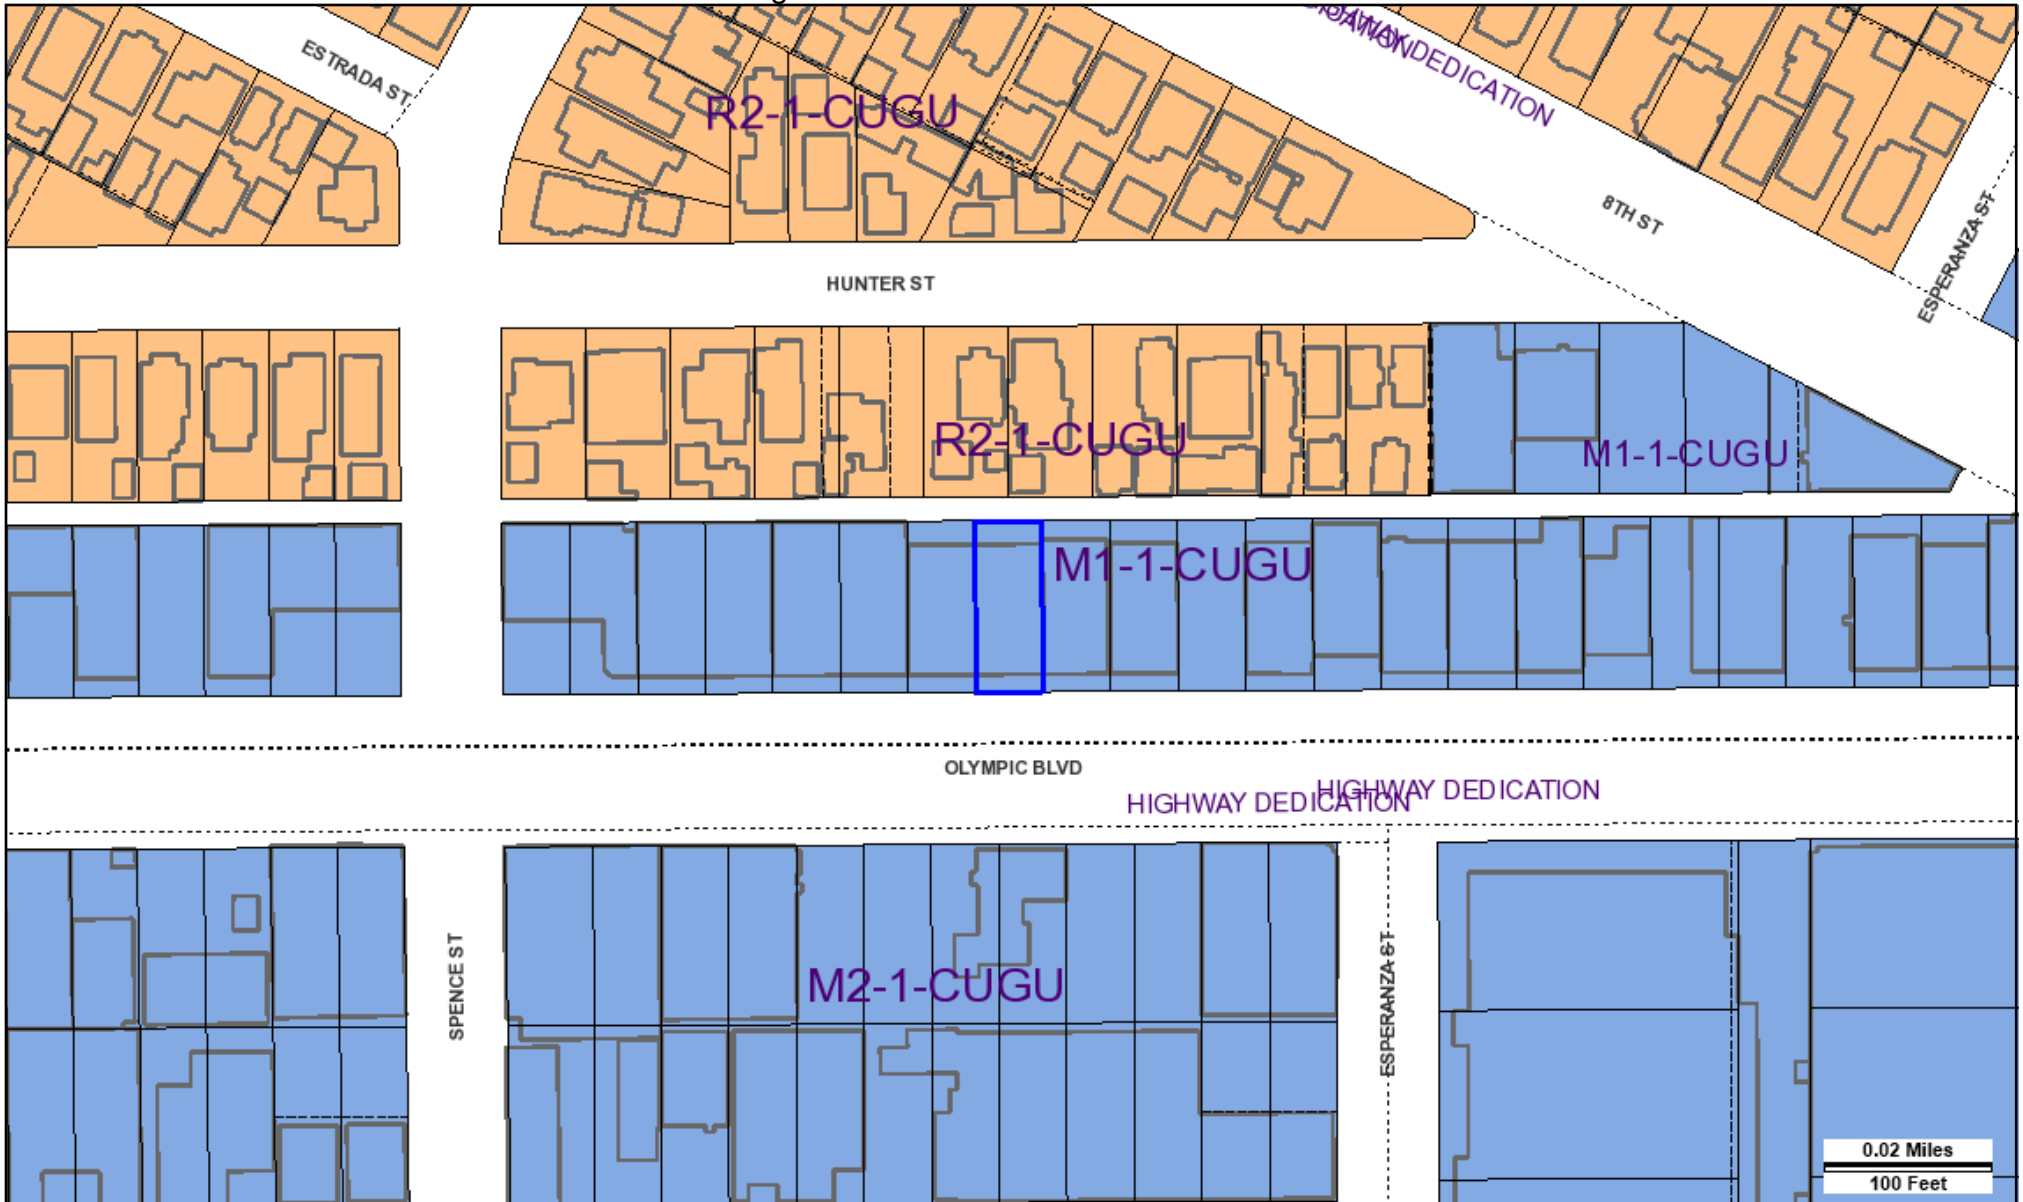 ESTRADA ST
R2-1-CUGU
DEDICATION
8TH ST
ESPERANZA ST
HUNTER ST
R2-1-CUGU
M1-1-CUGU
M1-1-CUGU
OLYMPIC BLVD
HIGHWAY DEDICATION
HIGHWAY DEDICATION
SPENCE ST
M2-1-CUGU
ESPERANZA ST
0.02 Miles
100 Feet